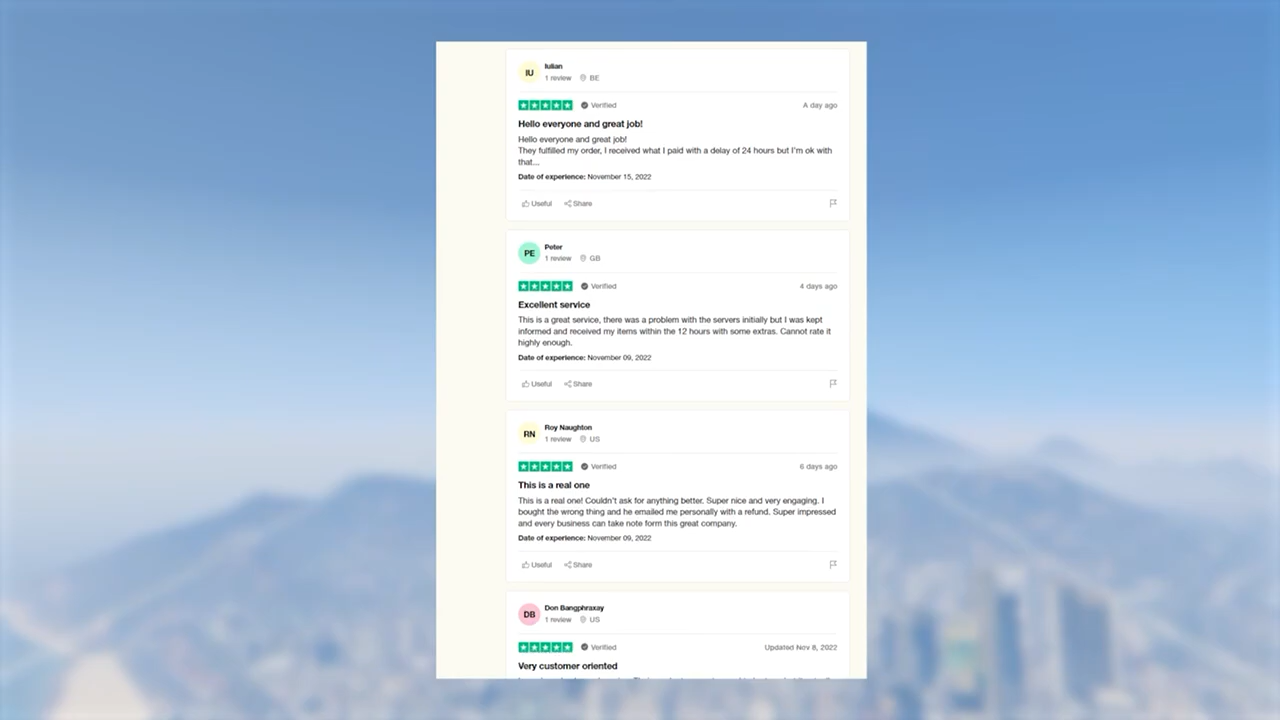 IU
Iulian
1 review BE
Verified
A day ago
Hello everyone and great job!
Hello everyone and great job!
They fulfilled my order, I received what I paid with a delay of 24 hours but I'm ok with
that...
Date of experience: November 15, 2022
Useful Share
PE
Peter
1 review GB
Verified
4 days ago
Excellent service
This is a great service, there was a problem with the servers initially but I was kept
informed and received my items within the 12 hours with some extras. Cannot rate it
highly enough.
Date of experience: November 09, 2022
Useful Share
RN
Roy Naughton
1 review US
Verified
6 days ago
This is a real one
This is a real one! Couldn't ask for anything better. Super nice and very engaging. I
bought the wrong thing and he emailed me personally with a refund. Super impressed
and every business can take note form this great company.
Date of experience: November 09, 2022
Useful Share
DB
Don Bangphraxay
1 review US
Verified
Updated Nov 8, 2022
Very customer oriented